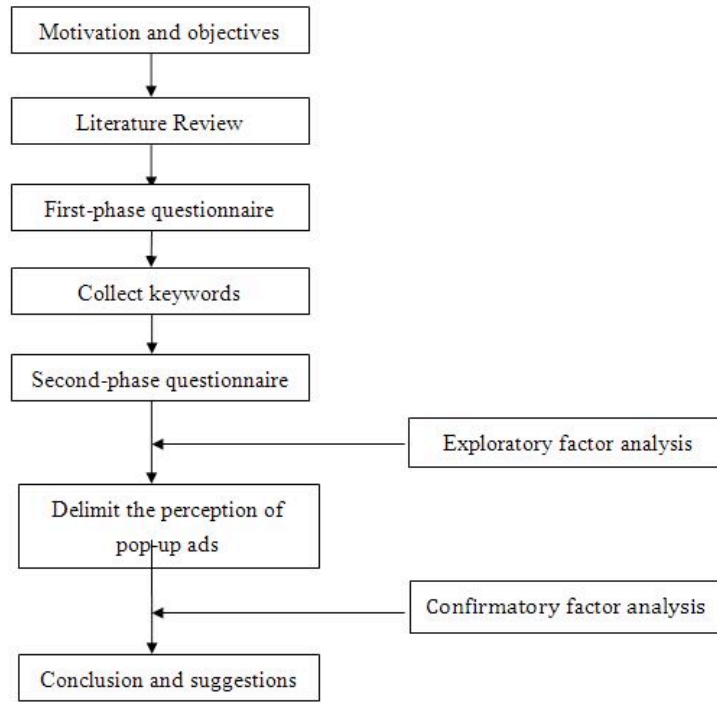 Motivation and objectives
Literature Review
First-phase questionnaire
Collect keywords
Second-phase questionnaire
Exploratory factor analysis
Delimit the perception of
pop-up ads
Confirmatory factor analysis
Conclusion and suggestions